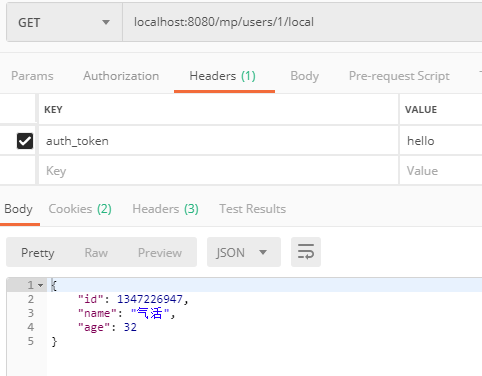 GET localhost:8080/mp/users/1/local
Params Authorization Headers (1) Body Pre-request Script
KEY VALUE
auth_token hello
Key Value
Body Cookies (2) Headers (3) Test Results
Pretty Raw Preview JSON
1 {
2 "id": 1347226947,
3 "name": "气活",
4 "age": 32
5 }